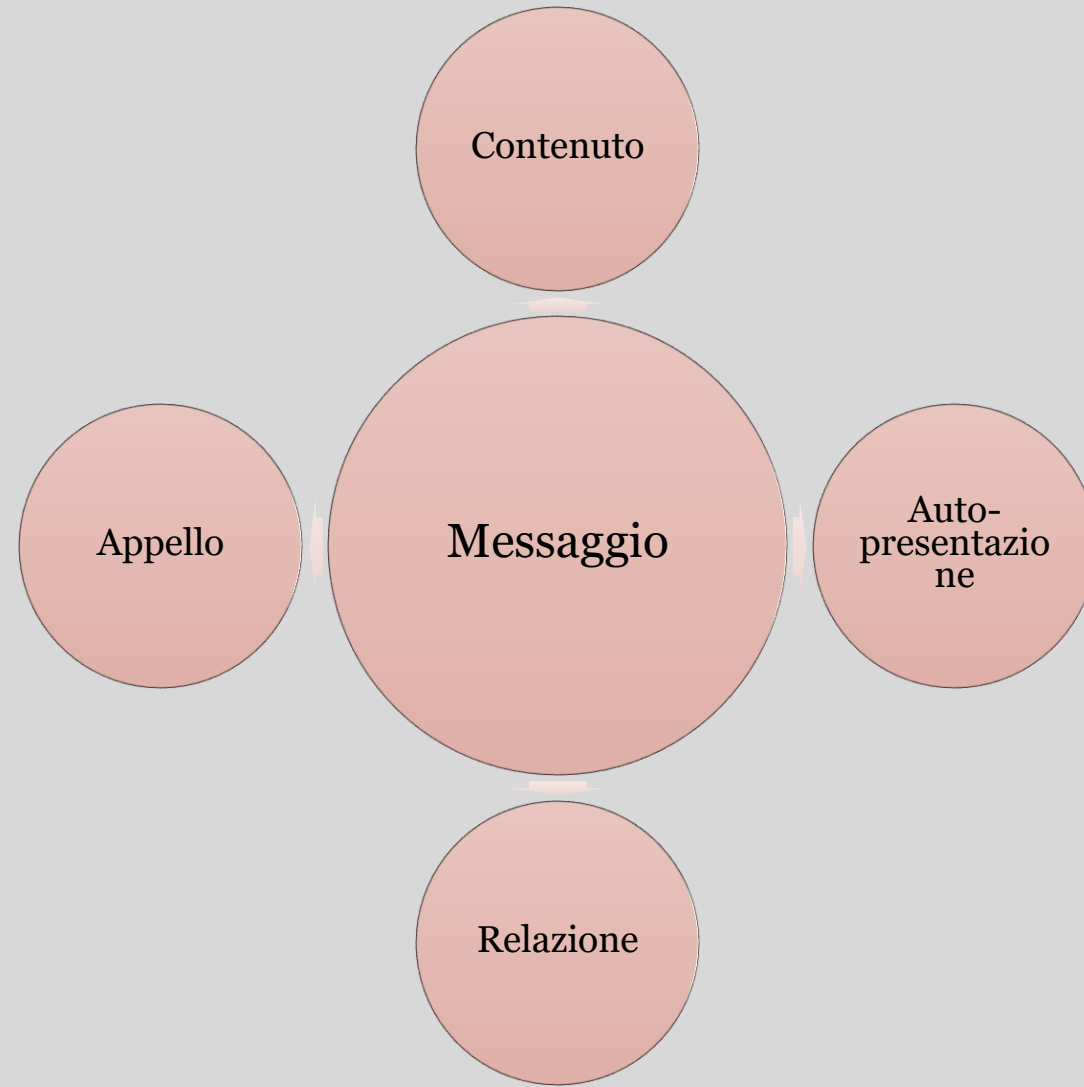 Contenuto
Appello
Messaggio
Auto-
presentazio
ne
Relazione